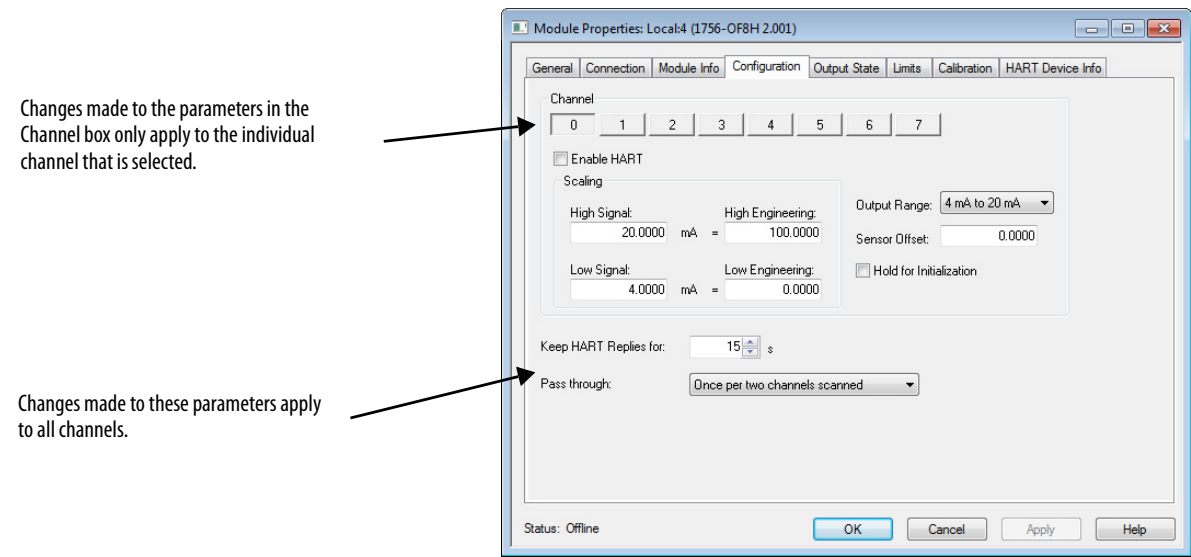 Module Properties: Local:4 (1756-OF8H 2.001)
General Connection Module Info Configuration Output State Limits Calibration HART Device Info
Changes made to the parameters in the
Channel box only apply to the individual
channel that is selected.
Channel
0 1 2 3 4 5 6 7
Enable HART
Scaling
High Signal: High Engineering:
20.0000 mA = 100.0000
Low Signal: Low Engineering:
4.0000 mA = 0.0000
Output Range: 4 mA to 20 mA
Sensor Offset: 0.0000
Hold for Initialization
Keep HART Replies for: 15 s
Pass through: Once per two channels scanned
Changes made to these parameters apply
to all channels.
Status: Offline
OK Cancel Apply Help